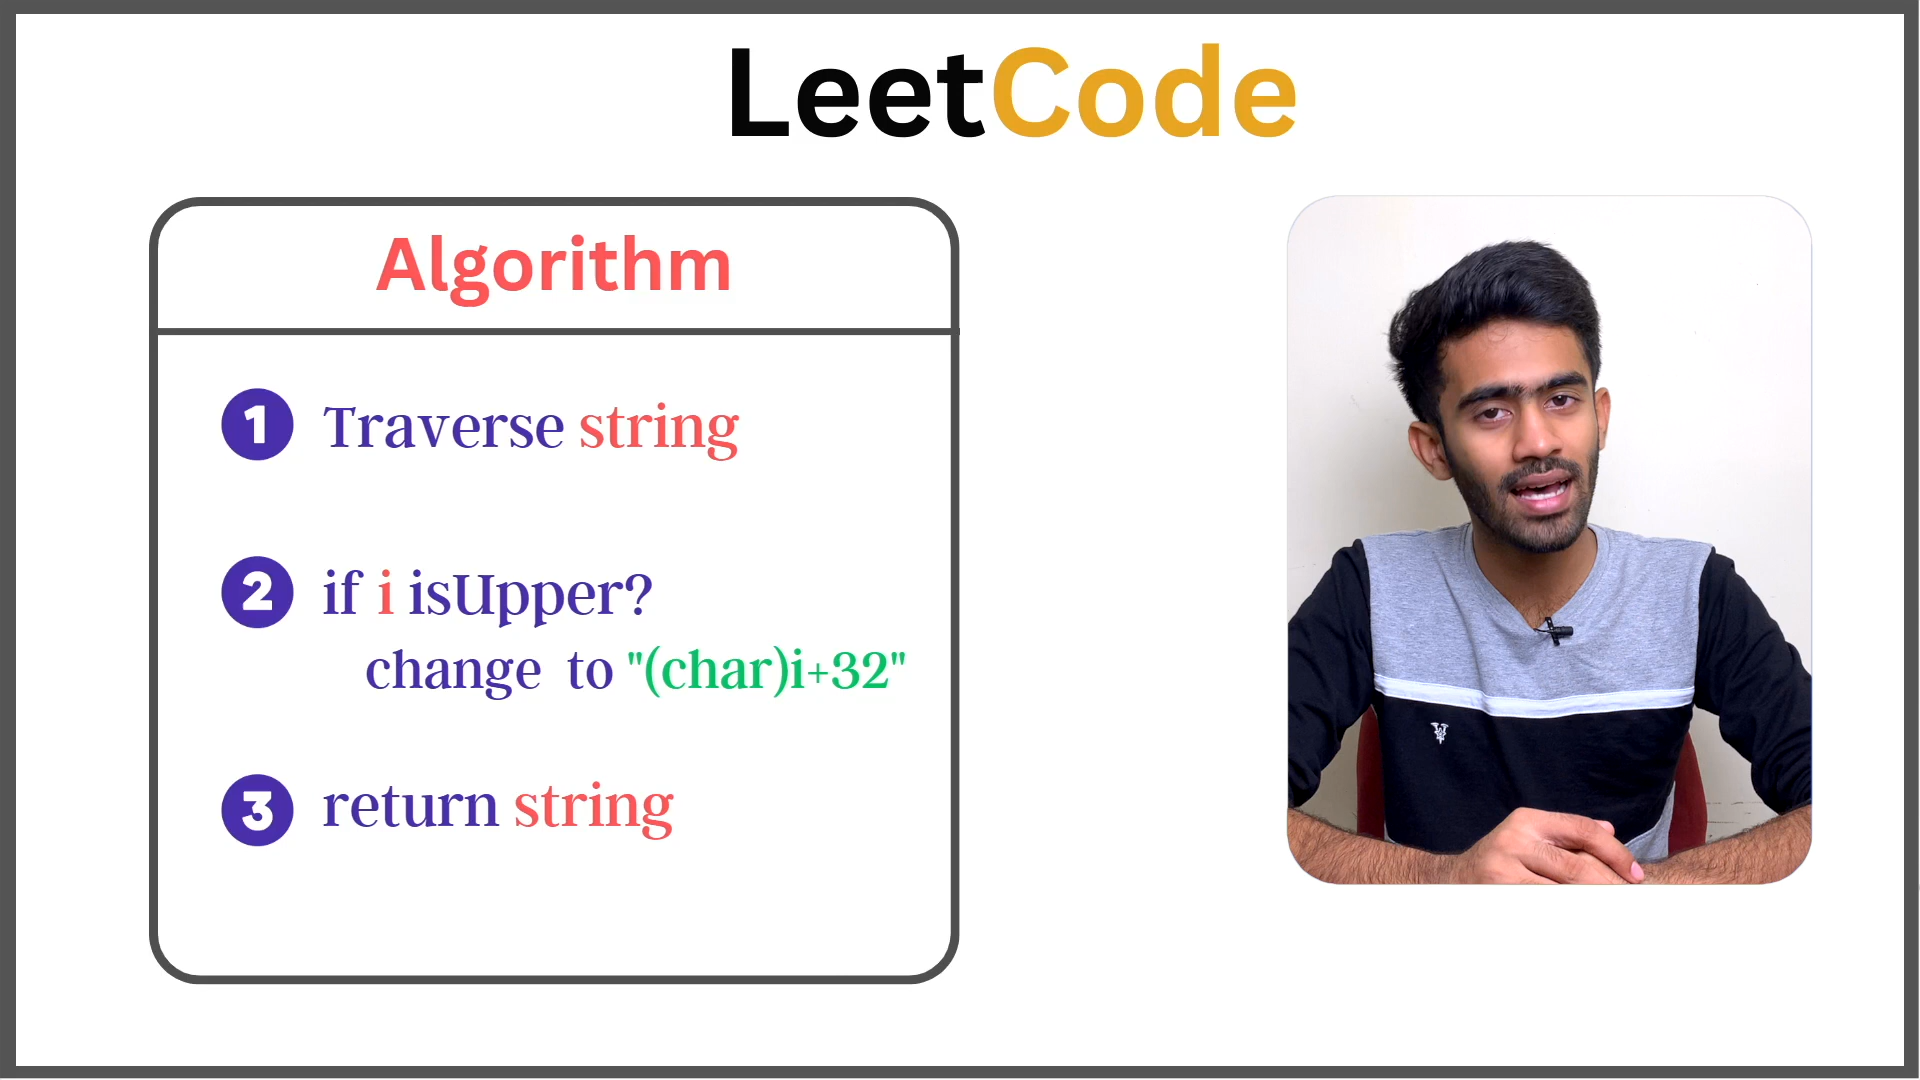 LeetCode
Algorithm
1 Traverse string
2 if i isUpper?
change to "(char)i+32"
3 return string